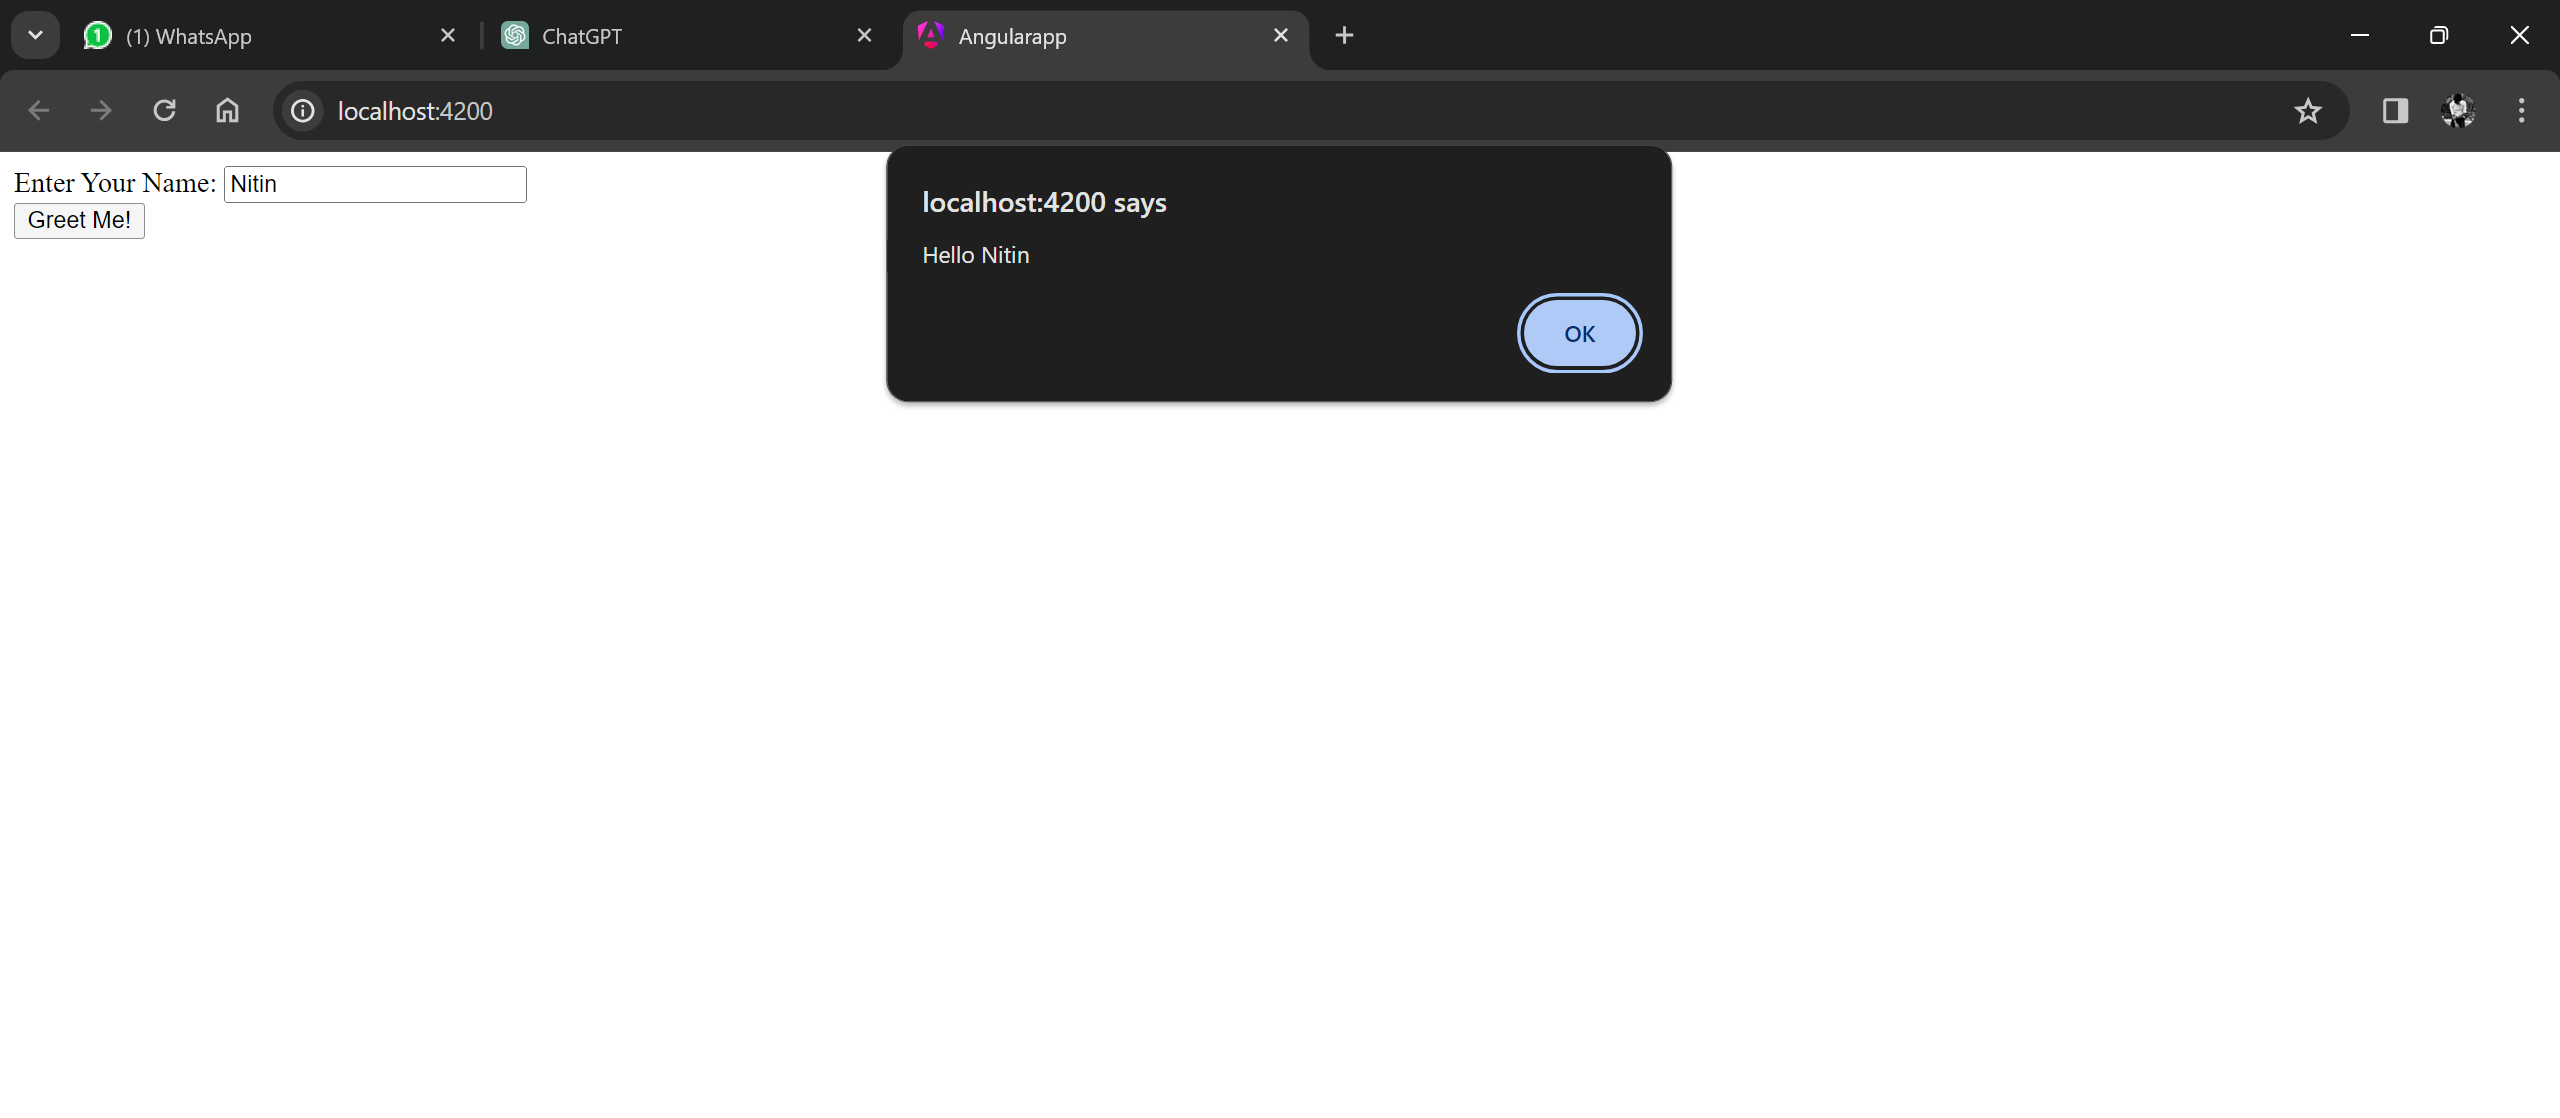 (1) WhatsApp
ChatGPT
Angularapp
localhost:4200
Enter Your Name: Nitin
Greet Me!
localhost:4200 says
Hello Nitin
OK